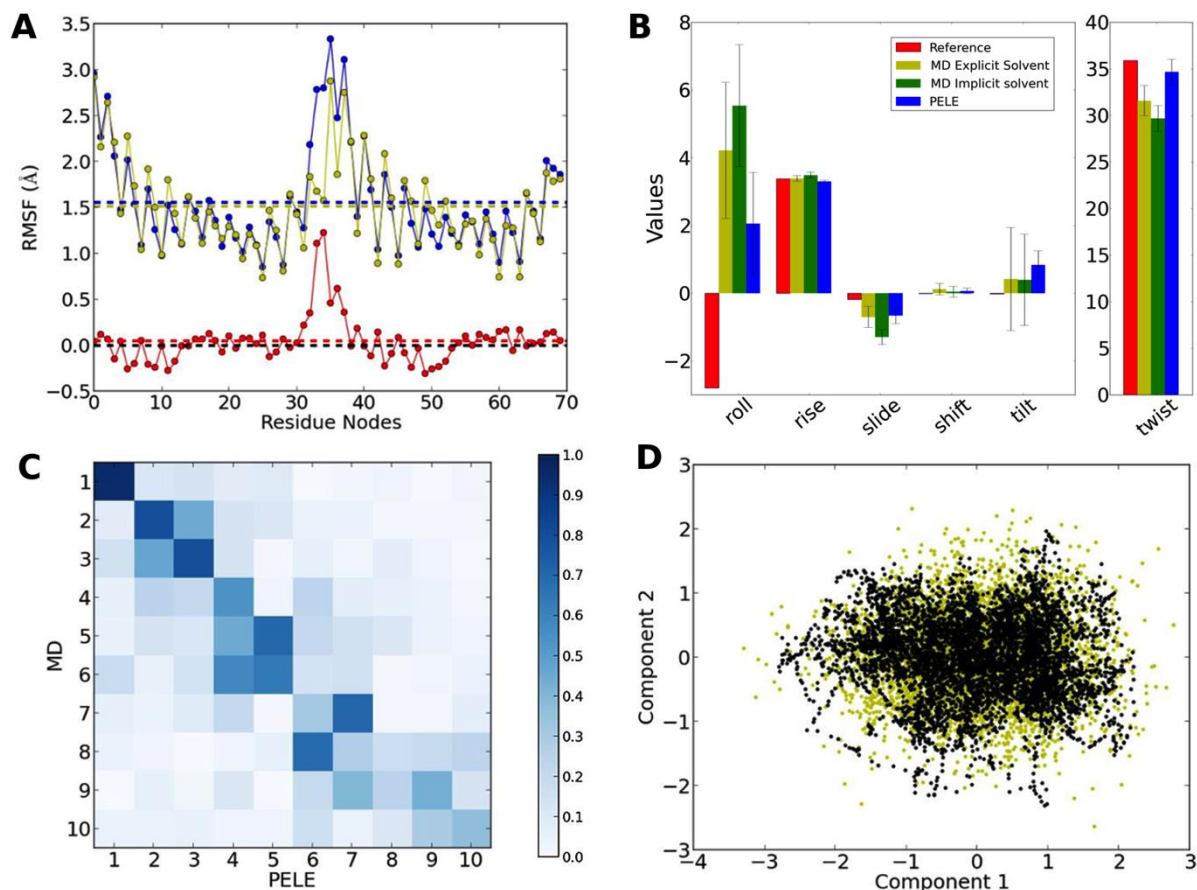 A
3.5
3.0
2.5
2.0
1.5
1.0
0.5
0.0
−0.5
RMSF (Å)
0 10 20 30 40 50 60 70
Residue Nodes
B
8
6
4
2
0
−2
Values
Reference
MD Explicit Solvent
MD Implicit solvent
PELE
roll rise slide shift tilt
40
35
30
25
20
15
10
5
0
twist
C
1
2
3
4
5
6
7
8
9
10
MD
1 2 3 4 5 6 7 8 9 10
PELE
1.0
0.9
0.8
0.7
0.6
0.5
0.4
0.3
0.2
0.1
0.0
D
3
2
1
0
−1
−2
−3
Component 2
−4 −3 −2 −1 0 1 2 3
Component 1